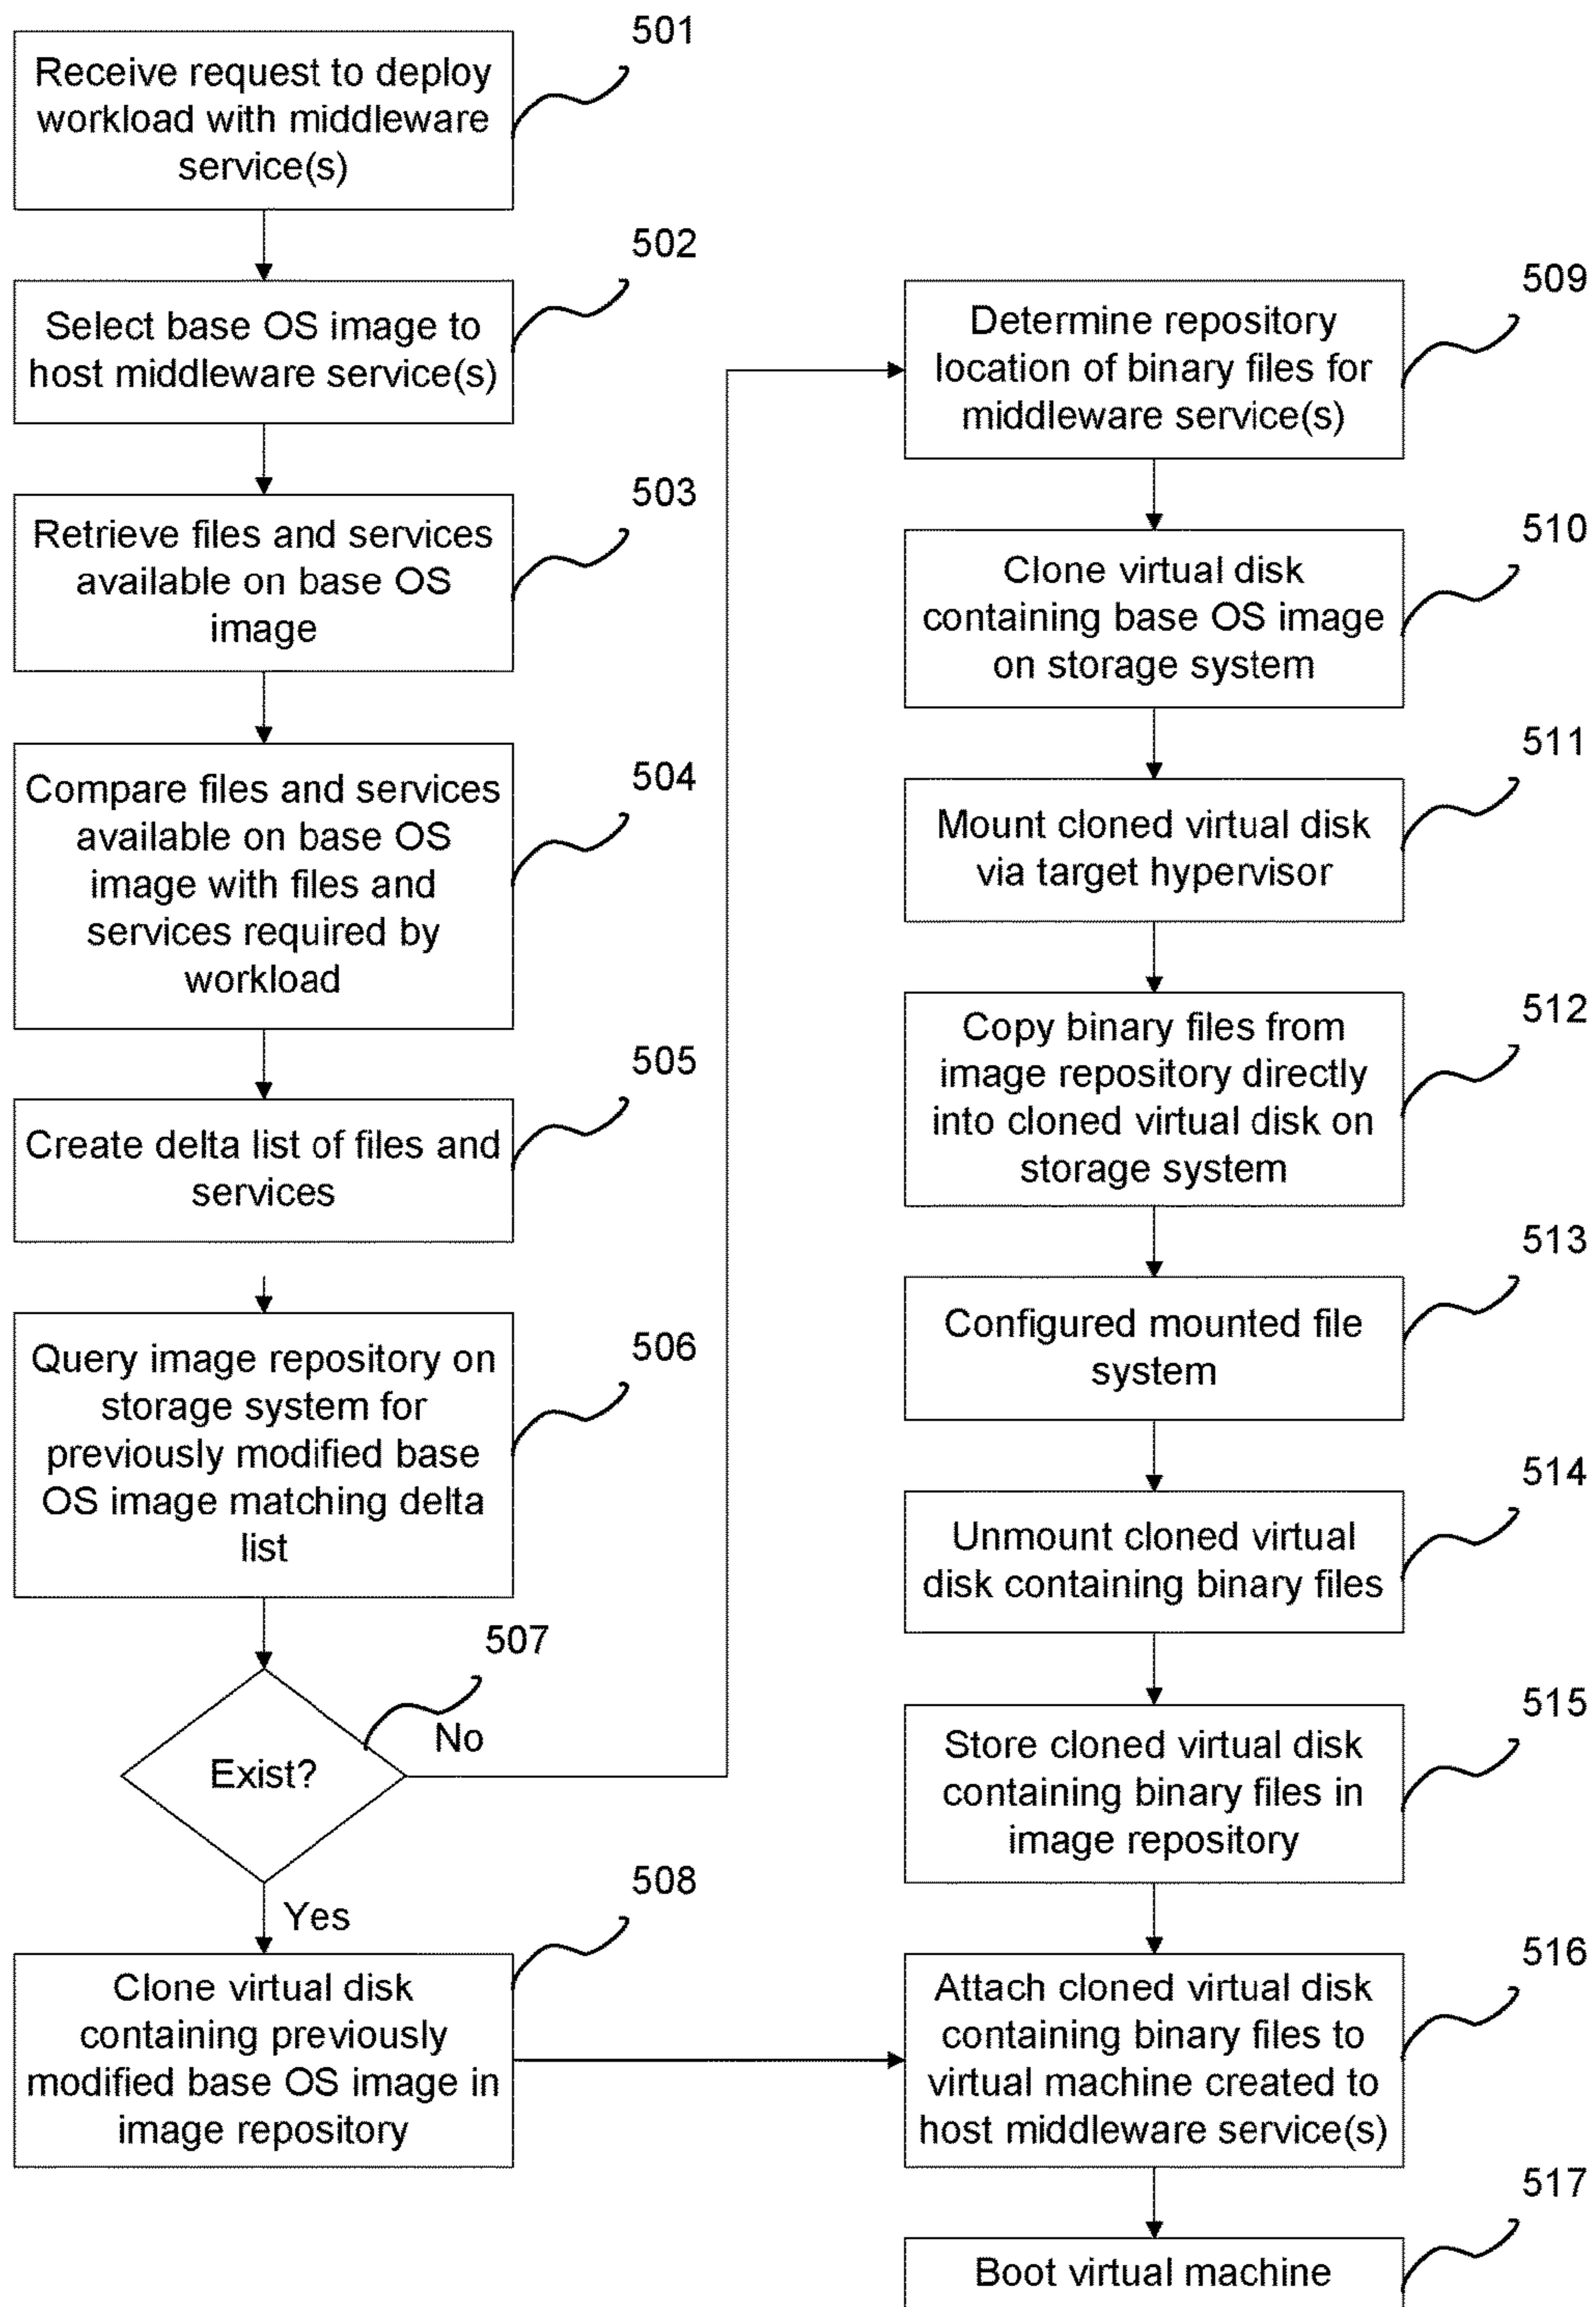 501
Receive request to deploy
workload with middleware
service(s)
502
Select base OS image to
host middleware service(s)
503
Retrieve files and services
available on base OS
image
504
Compare files and services
available on base OS
image with files and
services required by
workload
505
Create delta list of files and
services
506
Query image repository on
storage system for
previously modified base
OS image matching delta
list
507
Exist?
No
Yes
508
Clone virtual disk
containing previously
modified base OS image in
image repository
509
Determine repository
location of binary files for
middleware service(s)
510
Clone virtual disk
containing base OS image
on storage system
511
Mount cloned virtual disk
via target hypervisor
512
Copy binary files from
image repository directly
into cloned virtual disk on
storage system
513
Configured mounted file
system
514
Unmount cloned virtual
disk containing binary files
515
Store cloned virtual disk
containing binary files in
image repository
516
Attach cloned virtual disk
containing binary files to
virtual machine created to
host middleware service(s)
517
Boot virtual machine